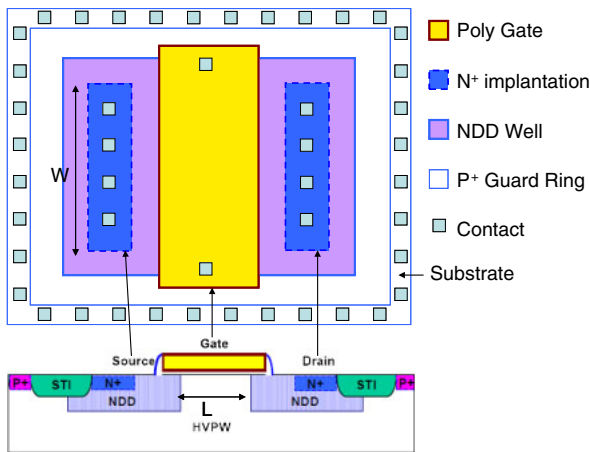 Poly Gate
N+ implantation
NDD Well
W
P+ Guard Ring
Contact
Substrate
Gate
Source
Drain
P+
STI
N+
N+
STI
P+
NDD
L
NDD
HVPW